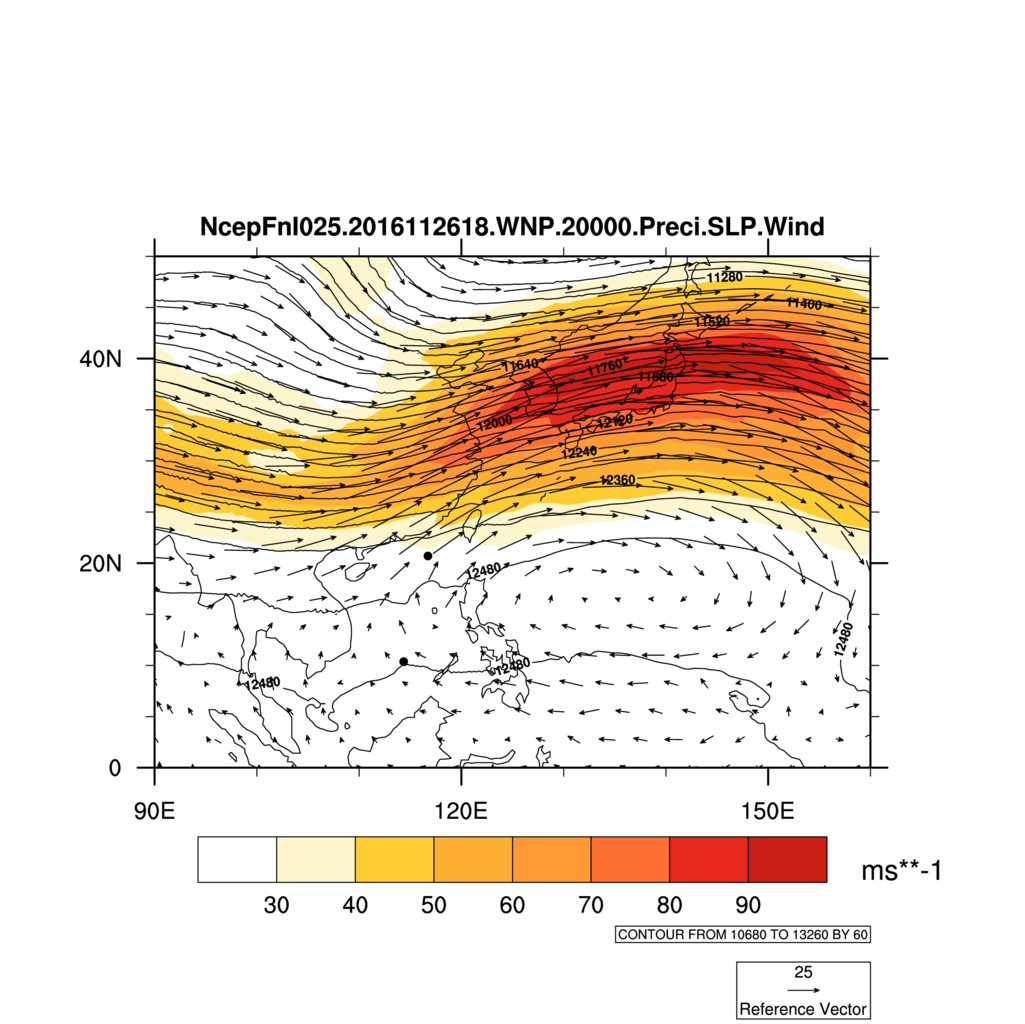 NcepFnl025.2016112618.WNP.20000.Preci.SLP.Wind
11280
11400
11520
40N
11640
11760
11880
12000
12120
12240
12360
20N
12480
12480
12480
12480
0
90E
120E
150E
ms**-1
30
40
50
60
70
80
90
CONTOUR FROM 10680 TO 13260 BY 60
25
Reference Vector